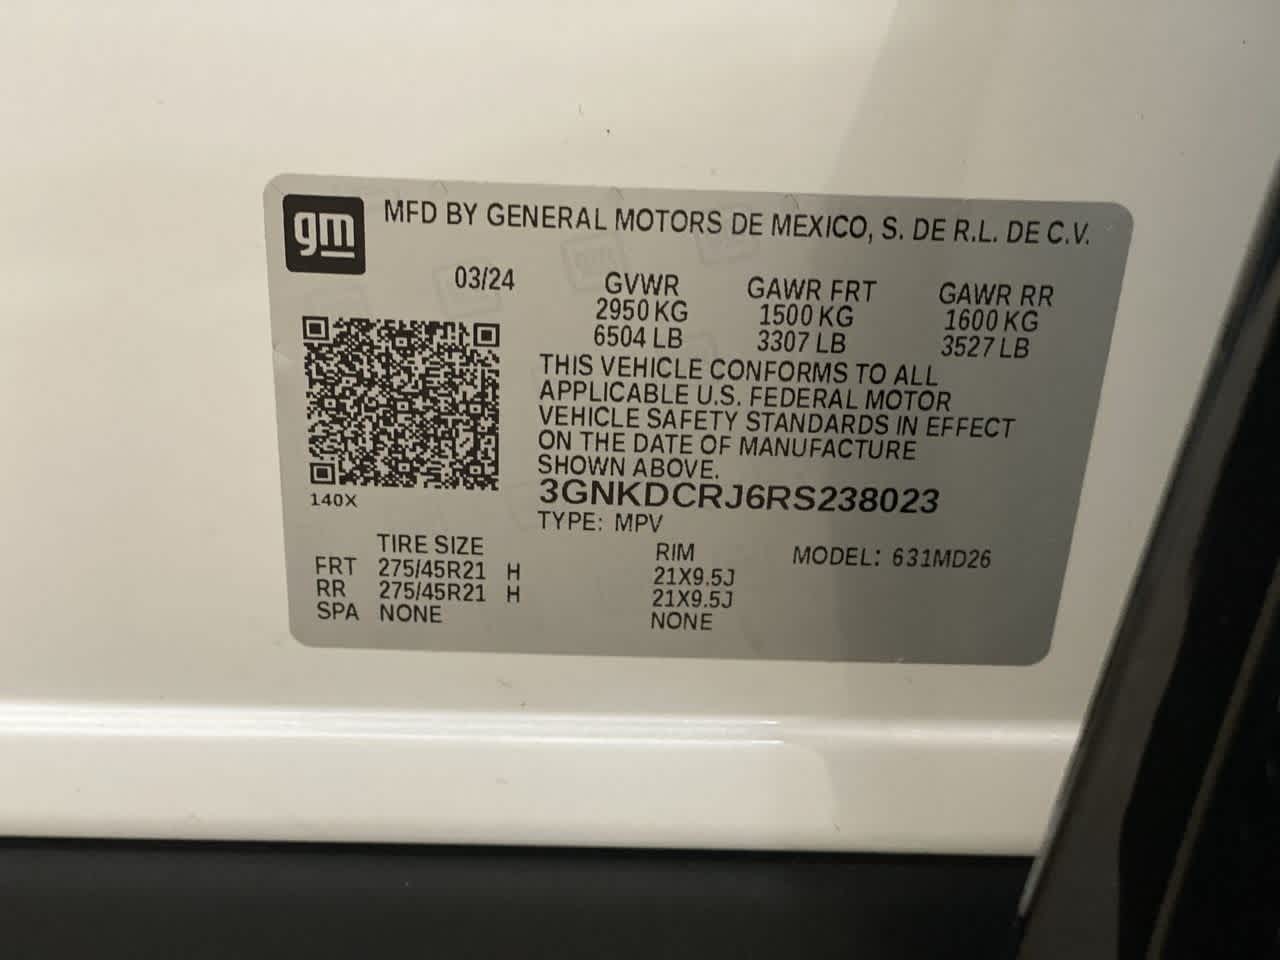 gm
MFD BY GENERAL MOTORS DE MEXICO, S. DE R.L. DE C.V.
03/24 GVWR GAWR FRT GAWR RR
2950 KG 1500 KG 1600 KG
6504 LB 3307 LB 3527 LB
THIS VEHICLE CONFORMS TO ALL
APPLICABLE U.S. FEDERAL MOTOR
VEHICLE SAFETY STANDARDS IN EFFECT
ON THE DATE OF MANUFACTURE
SHOWN ABOVE.
140X
3GNKDCRJ6RS238023
TYPE: MPV
TIRE SIZE RIM MODEL: 631MD26
FRT 275/45R21 H 21X9.5J
RR 275/45R21 H 21X9.5J
SPA NONE NONE